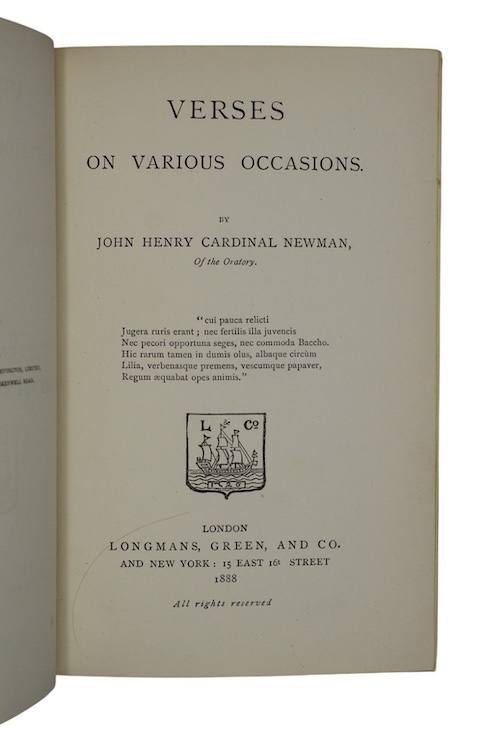 VERSES
ON VARIOUS OCCASIONS.
BY
JOHN HENRY CARDINAL NEWMAN,
Of the Oratory.
"cui pauca relicti
Jugera ruris erant; nec fertilis illa juvencis
Nec pecori opportuna seges, nec commoda Baccho.
Hic rarum tamen in dumis olus, albaque circùm
Lilia, verbenasque premens, vescumque papaver,
Regum æquabat opes animis."
L Co
LONDON
LONGMANS, GREEN, AND CO.
AND NEW YORK: 15 EAST 16t STREET
1888
All rights reserved
LIMITED,
ROAD.